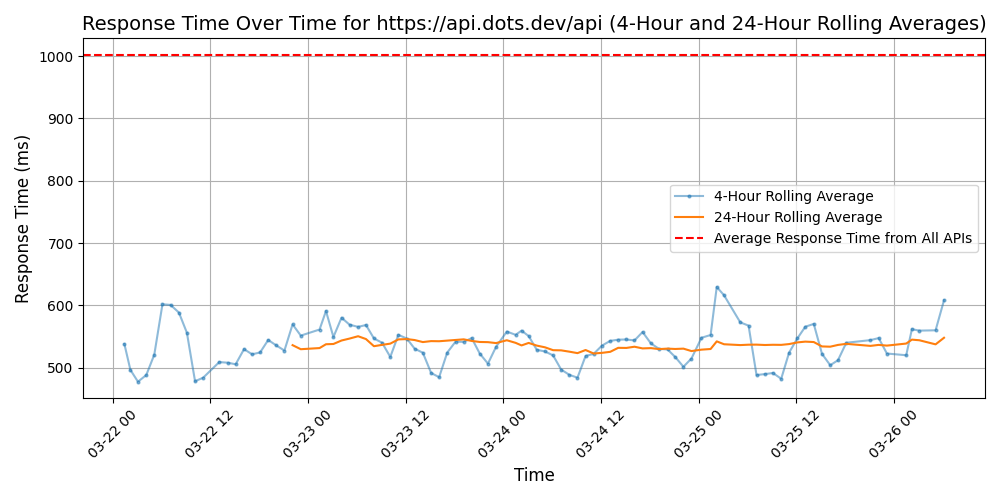 Response Time Over Time for https://api.dots.dev/api (4-Hour and 24-Hour Rolling Averages)
Response Time (ms)
1000
900
800
700
600
500
4-Hour Rolling Average
24-Hour Rolling Average
Average Response Time from All APIs
03-22 00
03-22 12
03-23 00
03-23 12
03-24 00
03-24 12
03-25 00
03-25 12
03-26 00
Time